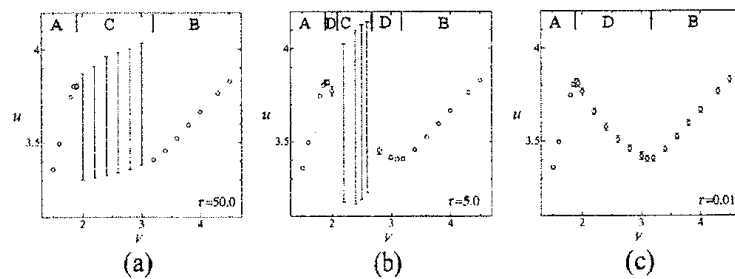 A C B
4
u
3.5
τ=50.0
2 3 4
V
(a)
A D C D B
4
u
3.5
τ=5.0
2 3 4
V
(b)
A D B
4
u
3.5
τ=0.01
2 3 4
V
(c)